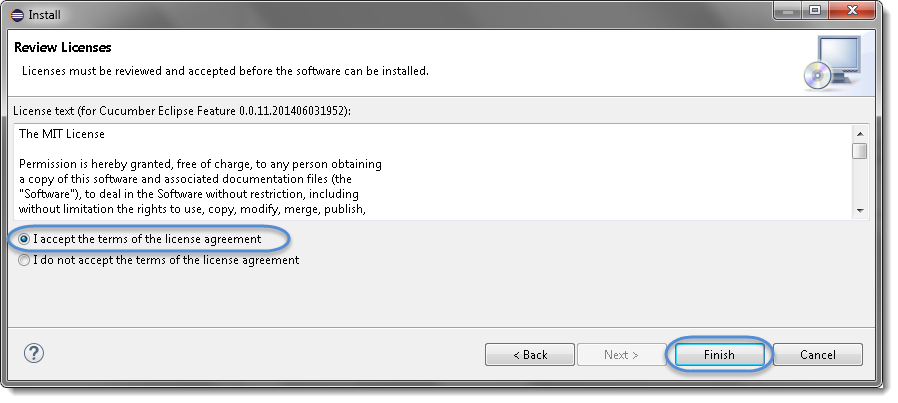 Install
Review Licenses
Licenses must be reviewed and accepted before the software can be installed.
License text (for Cucumber Eclipse Feature 0.0.11.201406031952):
The MIT License
Permission is hereby granted, free of charge, to any person obtaining
a copy of this software and associated documentation files (the
"Software"), to deal in the Software without restriction, including
without limitation the rights to use, copy, modify, merge, publish,
I accept the terms of the license agreement
I do not accept the terms of the license agreement
? < Back Next > Finish Cancel